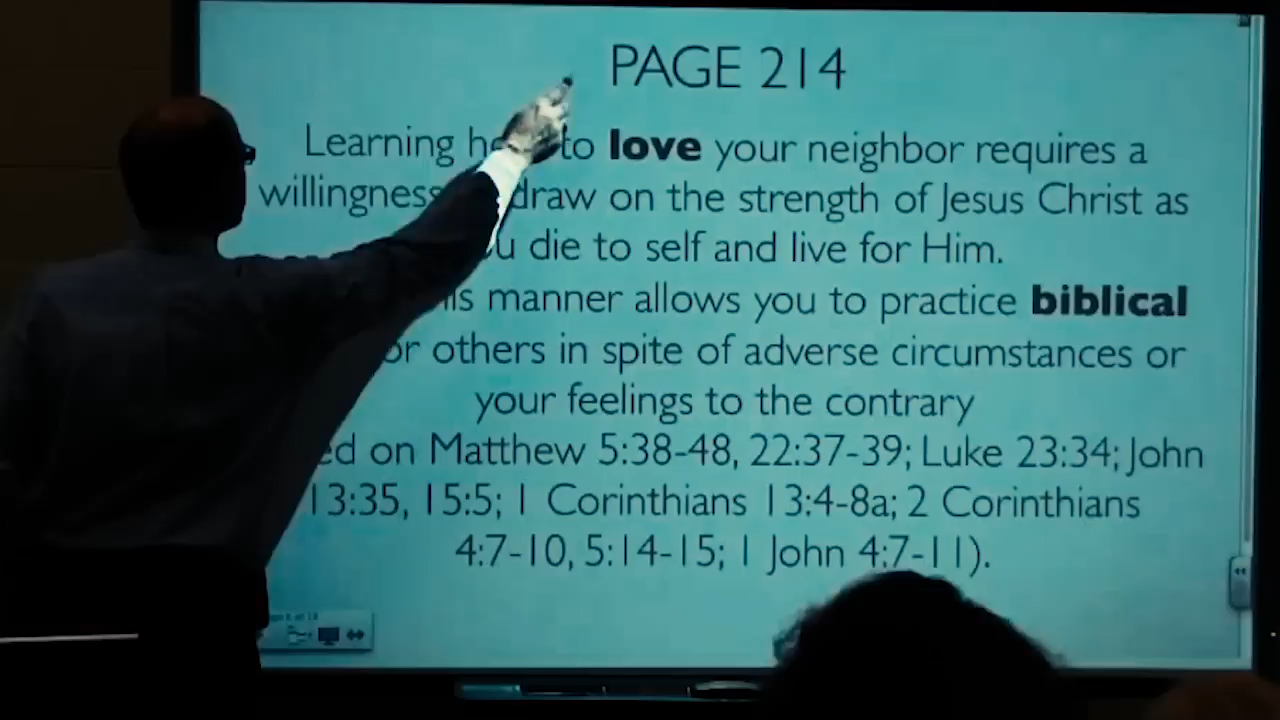 PAGE 214
Learning to love your neighbor requires a
willingness draw on the strength of Jesus Christ as
die to self and live for Him.
manner allows you to practice biblical
others in spite of adverse circumstances or
your feelings to the contrary
on Matthew 5:38-48, 22:37-39; Luke 23:34; John
13:35, 15:5; 1 Corinthians 13:4-8a; 2 Corinthians
4:7-10, 5:14-15; 1 John 4:7-11).